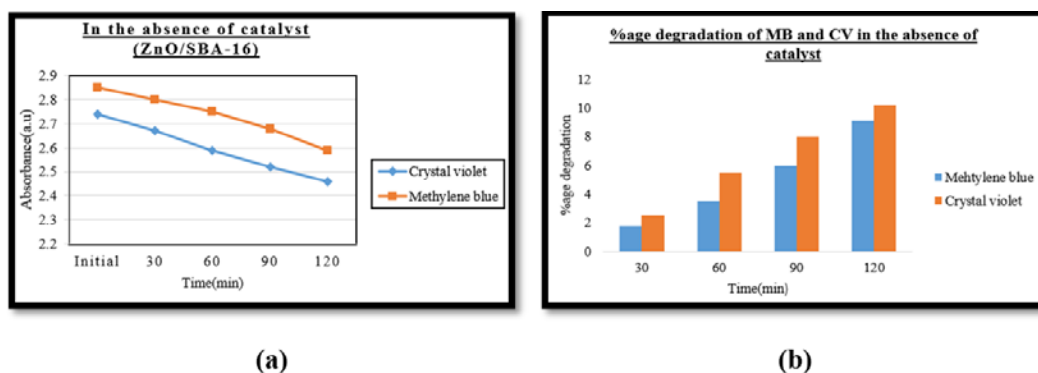 In the absence of catalyst
(ZnO/SBA-16)
2.9
2.8
2.7
2.6
2.5
2.4
2.3
2.2
Absorbance(a.u)
Initial 30 60 90 120
Time(min)
Crystal violet
Methylene blue
(a)
%age degradation of MB and CV in the absence of
catalyst
12
10
8
6
4
2
0
%age degradation
30 60 90 120
Time(min)
Mehtylene blue
Crystal violet
(b)